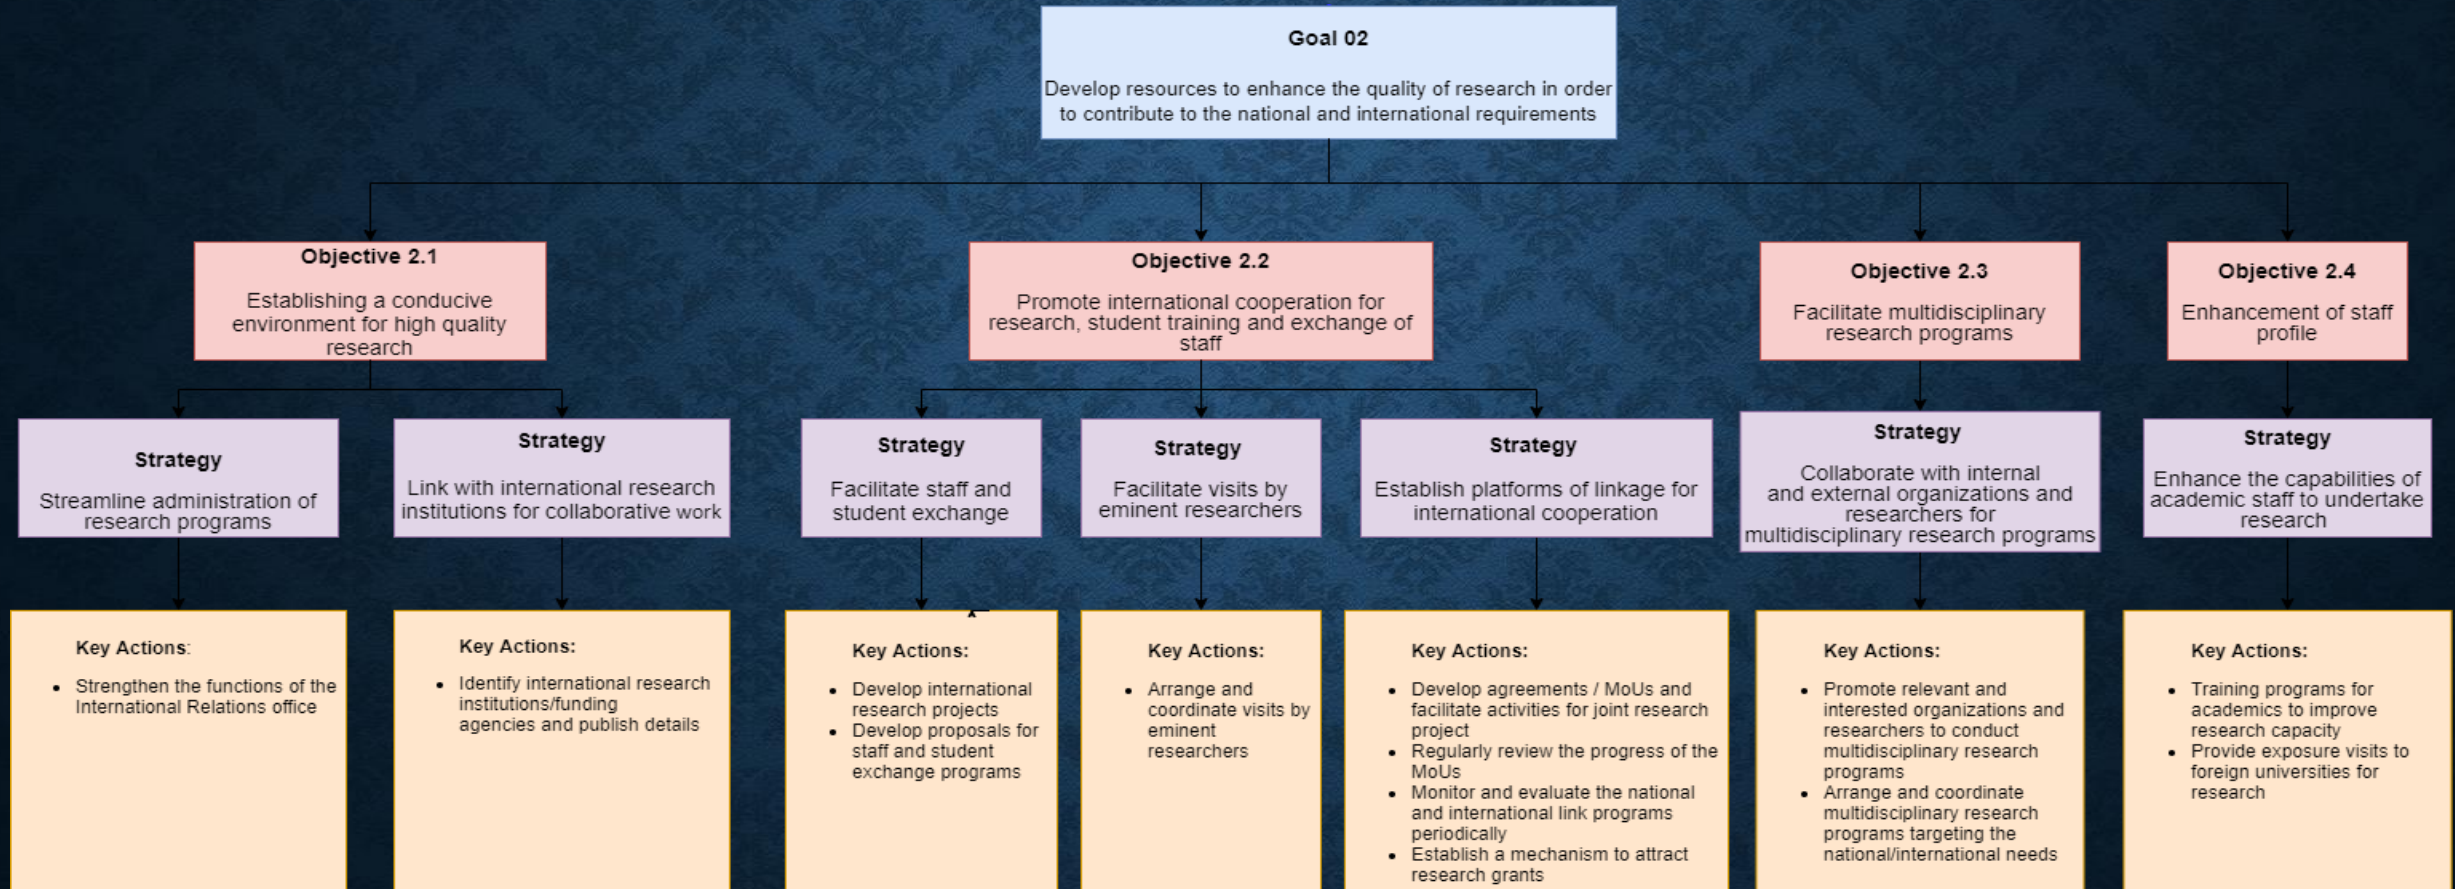 Goal 02
Develop resources to enhance the quality of research in order
to contribute to the national and international requirements
Objective 2.1
Establishing a conducive
environment for high quality
research
Objective 2.2
Promote international cooperation for
research, student training and exchange of
staff
Objective 2.3
Facilitate multidisciplinary
research programs
Objective 2.4
Enhancement of staff
profile
Strategy
Streamline administration of
research programs
Strategy
Link with international research
institutions for collaborative work
Strategy
Facilitate staff and
student exchange
Strategy
Facilitate visits by
eminent researchers
Strategy
Establish platforms of linkage for
international cooperation
Strategy
Collaborate with internal
and external organizations and
researchers for
multidisciplinary research programs
Strategy
Enhance the capabilities of
academic staff to undertake
research
Key Actions:
• Strengthen the functions of the
International Relations office
Key Actions:
• Identify international research
institutions/funding
agencies and publish details
Key Actions:
• Develop international
research projects
• Develop proposals for
staff and student
exchange programs
Key Actions:
• Arrange and
coordinate visits by
eminent
researchers
Key Actions:
• Develop agreements / MoUs and
facilitate activities for joint research
project
• Regularly review the progress of the
MoUs
• Monitor and evaluate the national
and international link programs
periodically
• Establish a mechanism to attract
research grants
Key Actions:
• Promote relevant and
interested organizations and
researchers to conduct
multidisciplinary research
programs
• Arrange and coordinate
multidisciplinary research
programs targeting the
national/international needs
Key Actions:
• Training programs for
academics to improve
research capacity
• Provide exposure visits to
foreign universities for
research